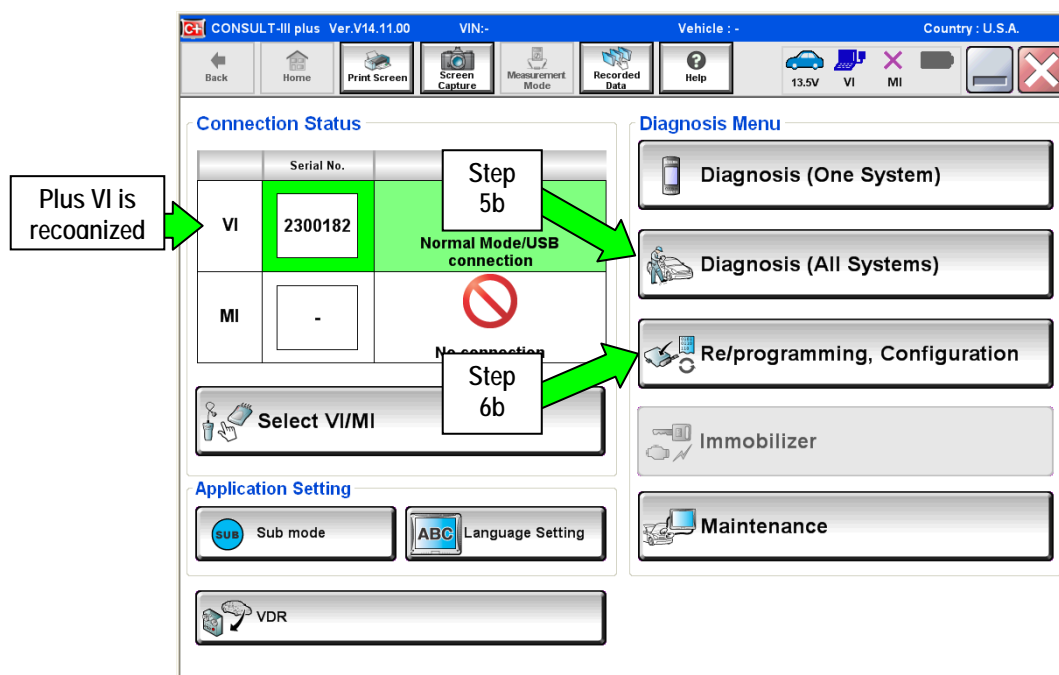 C+ CONSULT-III plus Ver.V14.11.00 VIN:- Vehicle : - Country : U.S.A.
Back
Home
Print Screen
Screen
Capture
Measurement
Mode
Recorded
Data
Help
13.5V VI MI
Connection Status
Serial No.
Plus VI is
recoanized
VI
2300182
Normal Mode/USB
connection
MI
-
No connection
Step
5b
Step
6b
Select VI/MI
Application Setting
SUB Sub mode
ABC Language Setting
VDR
Diagnosis Menu
Diagnosis (One System)
Diagnosis (All Systems)
Re/programming, Configuration
Immobilizer
Maintenance